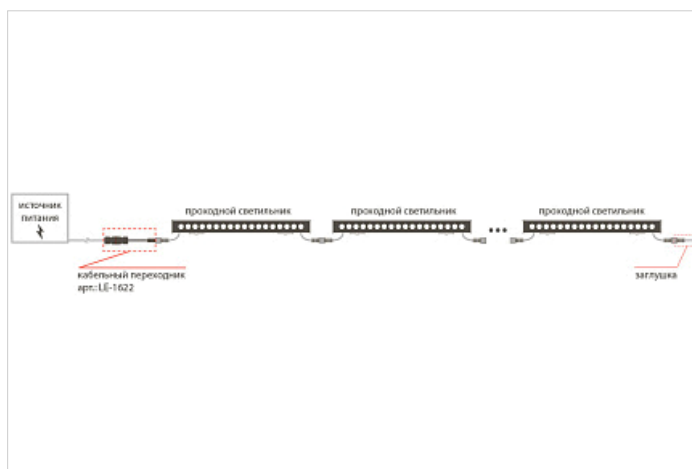 источник
питания
проходной светильник
проходной светильник
проходной светильник
кабельный переходник
арт.: LE-1622
заглушка